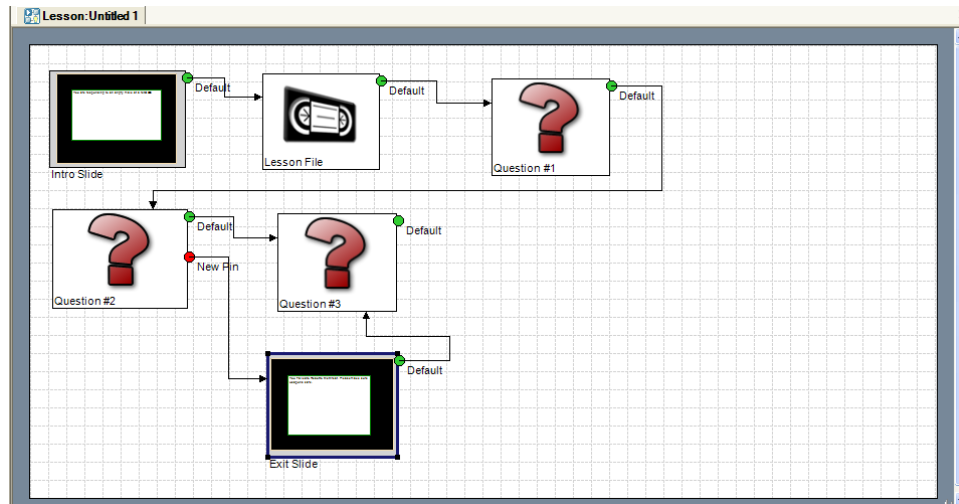 Lesson:Untitled 1
Default
Default
Default
Lesson File
Question #1
Intro Slide
Default
New Pin
Default
Question #2
Question #3
Default
Exit Slide